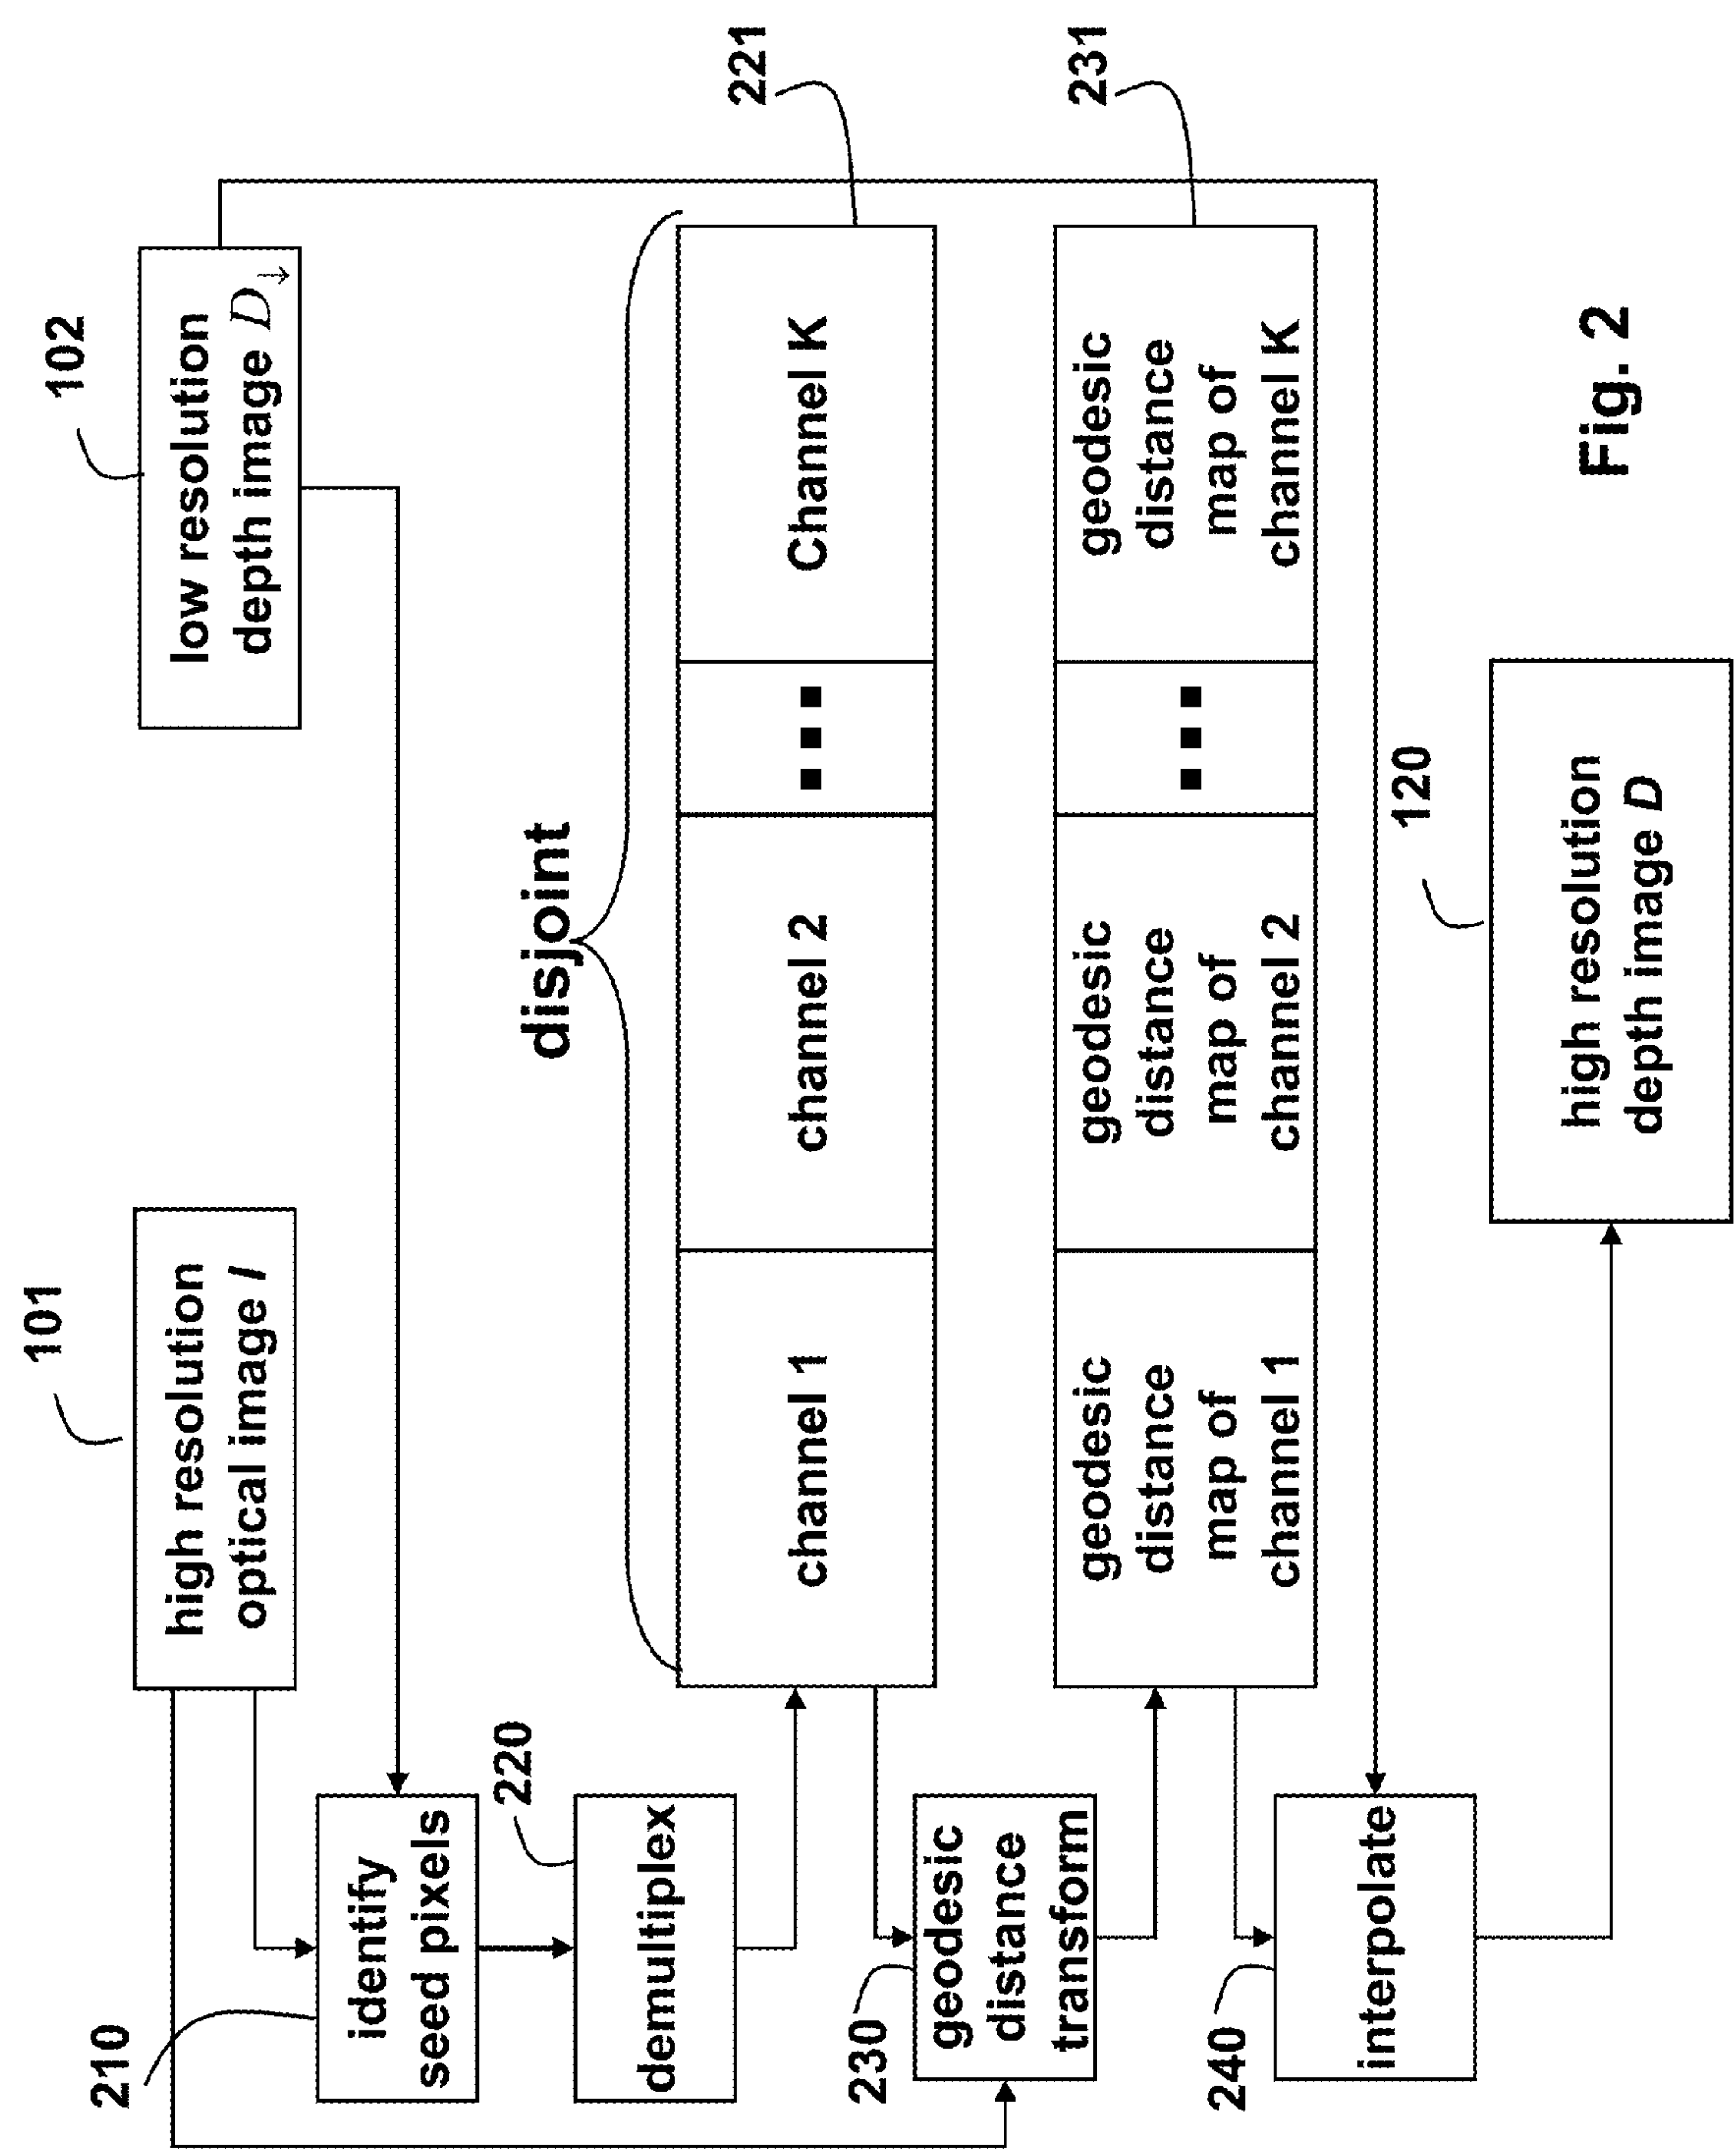 101
high resolution
optical image I
102
low resolution
depth image D↓
210
identify
seed pixels
220
demultiplex
disjoint
channel 1
channel 2
■ ■ ■
Channel K
221
230
geodesic
distance
transform
geodesic
distance
map of
channel 1
geodesic
distance
map of
channel 2
■ ■ ■
geodesic
distance
map of
channel K
231
240
interpolate
120
high resolution
depth image D
Fig. 2